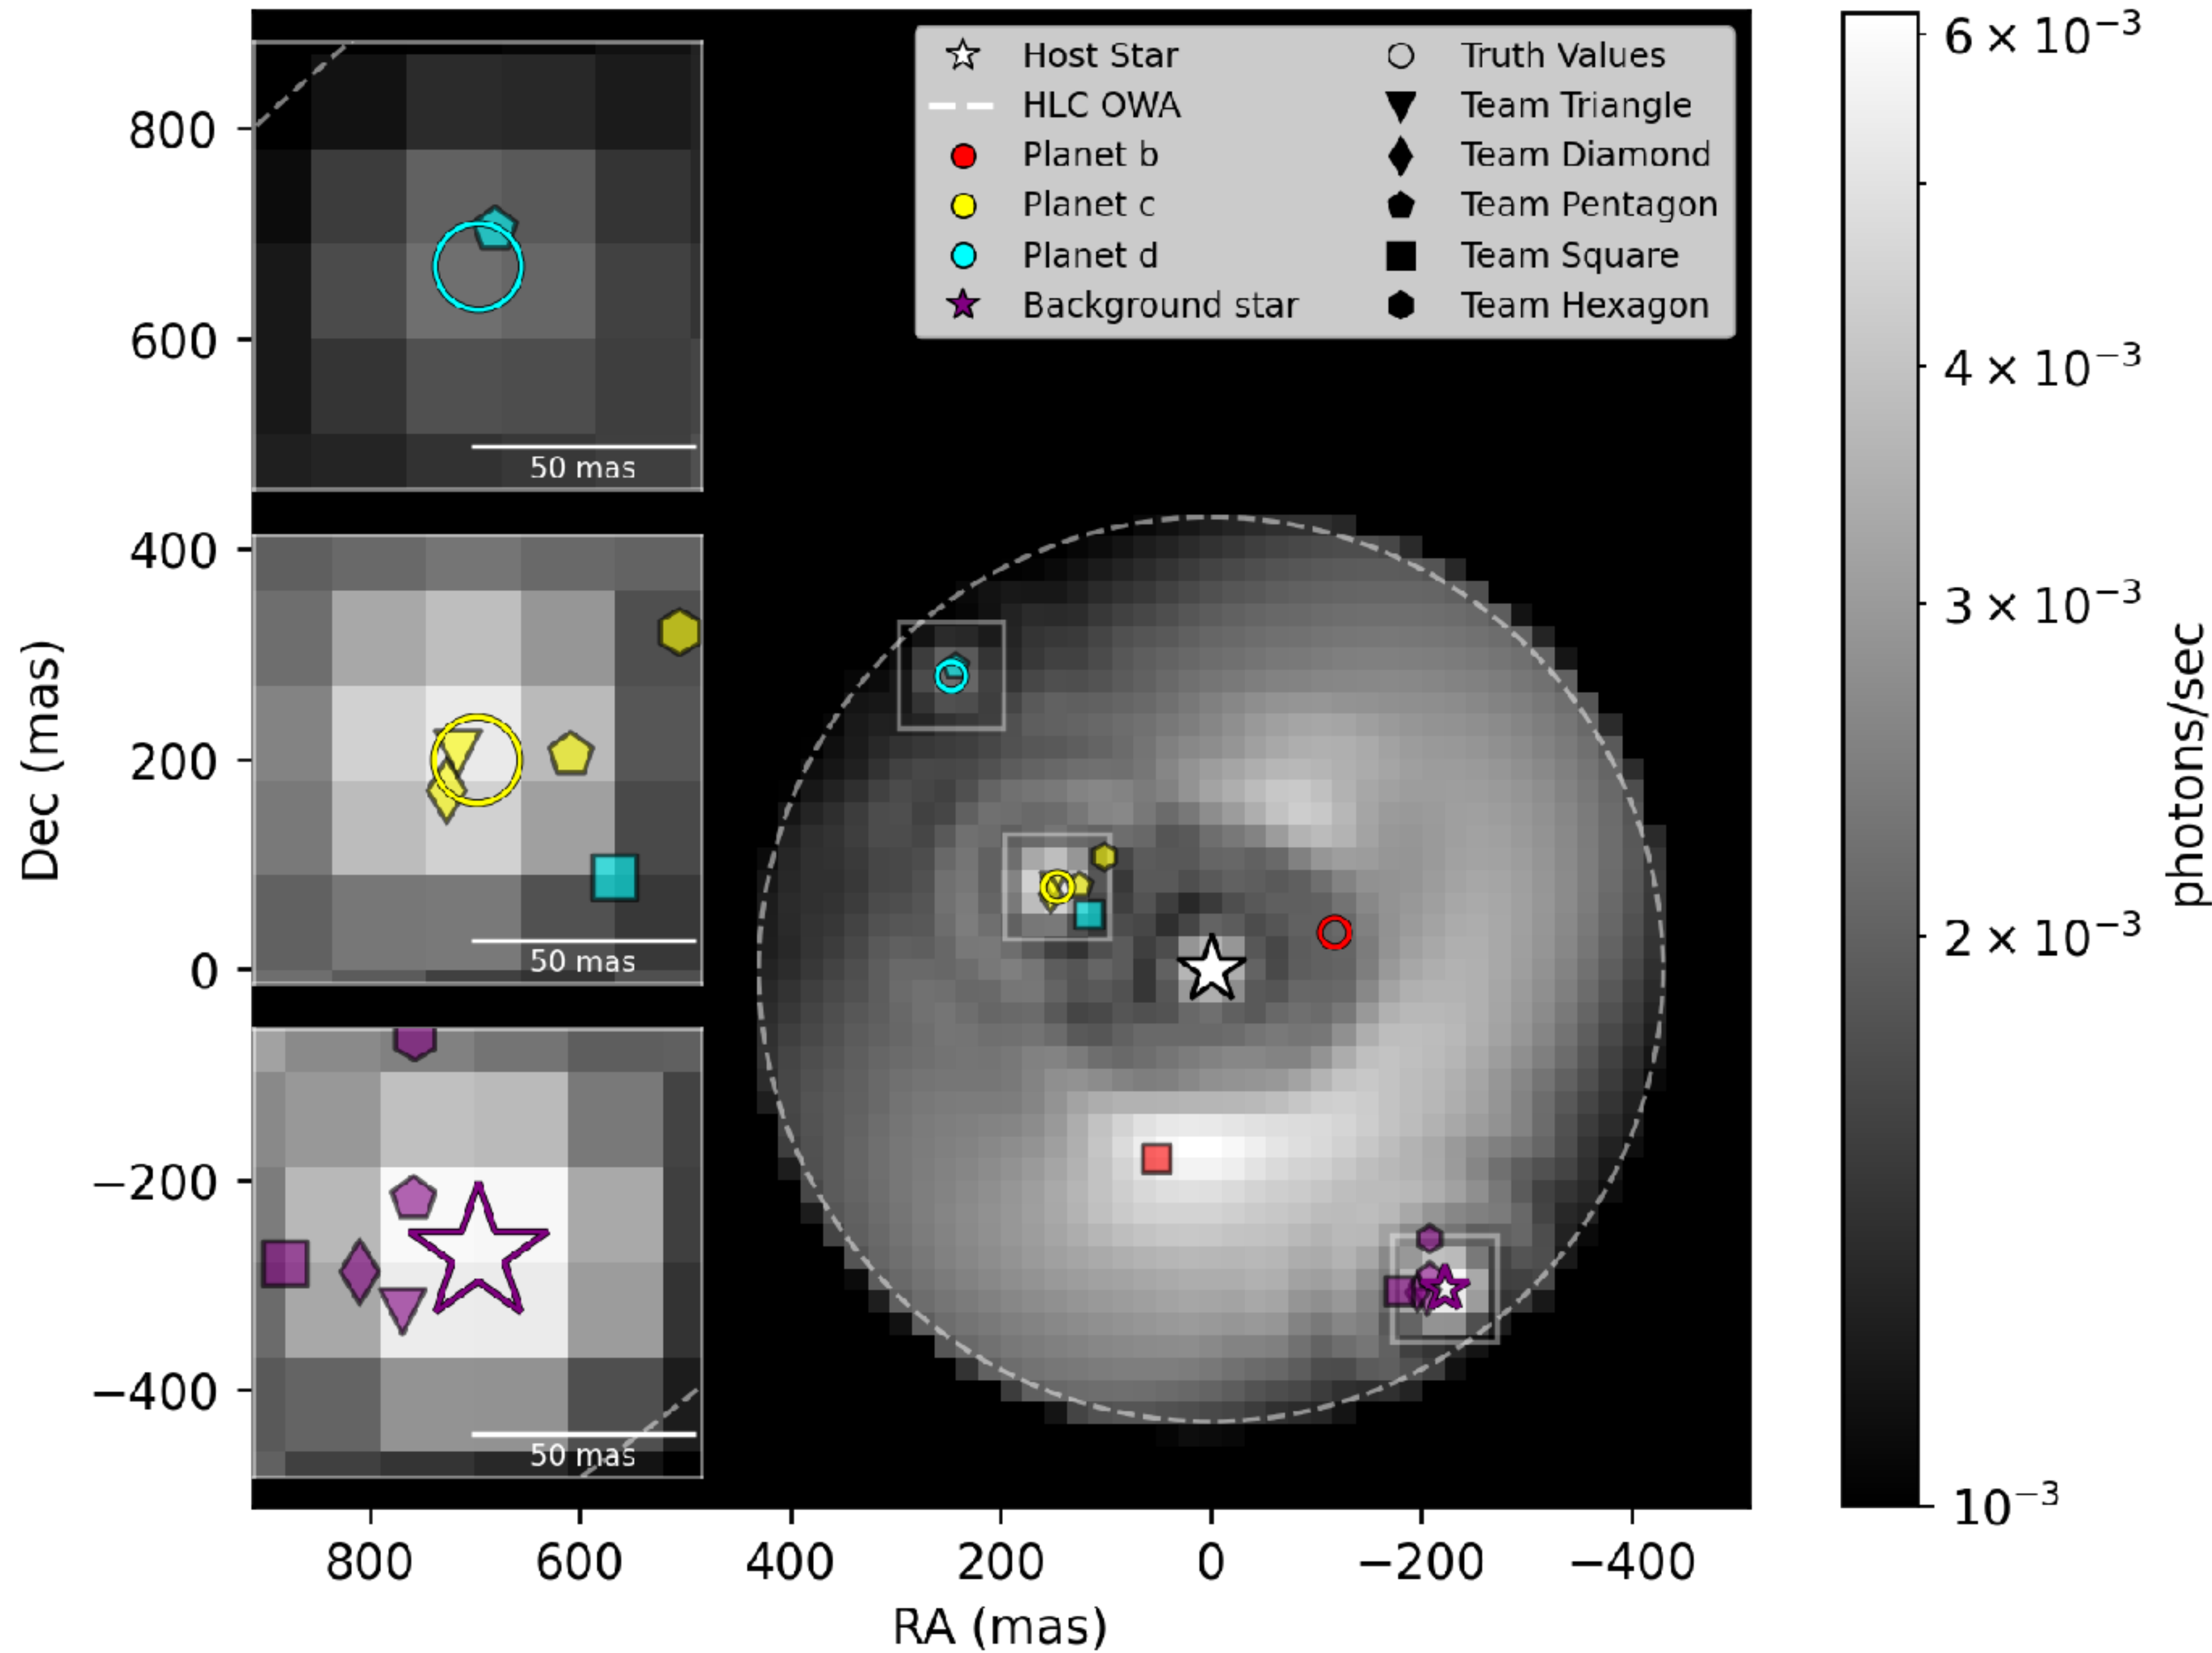 Host Star
HLC OWA
Planet b
Planet c
Planet d
Background star
Truth Values
Team Triangle
Team Diamond
Team Pentagon
Team Square
Team Hexagon
50 mas
50 mas
50 mas
800
600
400
200
0
−200
−400
Dec (mas)
800
600
400
200
0
−200
−400
RA (mas)
6 × 10⁻³
4 × 10⁻³
3 × 10⁻³
2 × 10⁻³
10⁻³
photons/sec